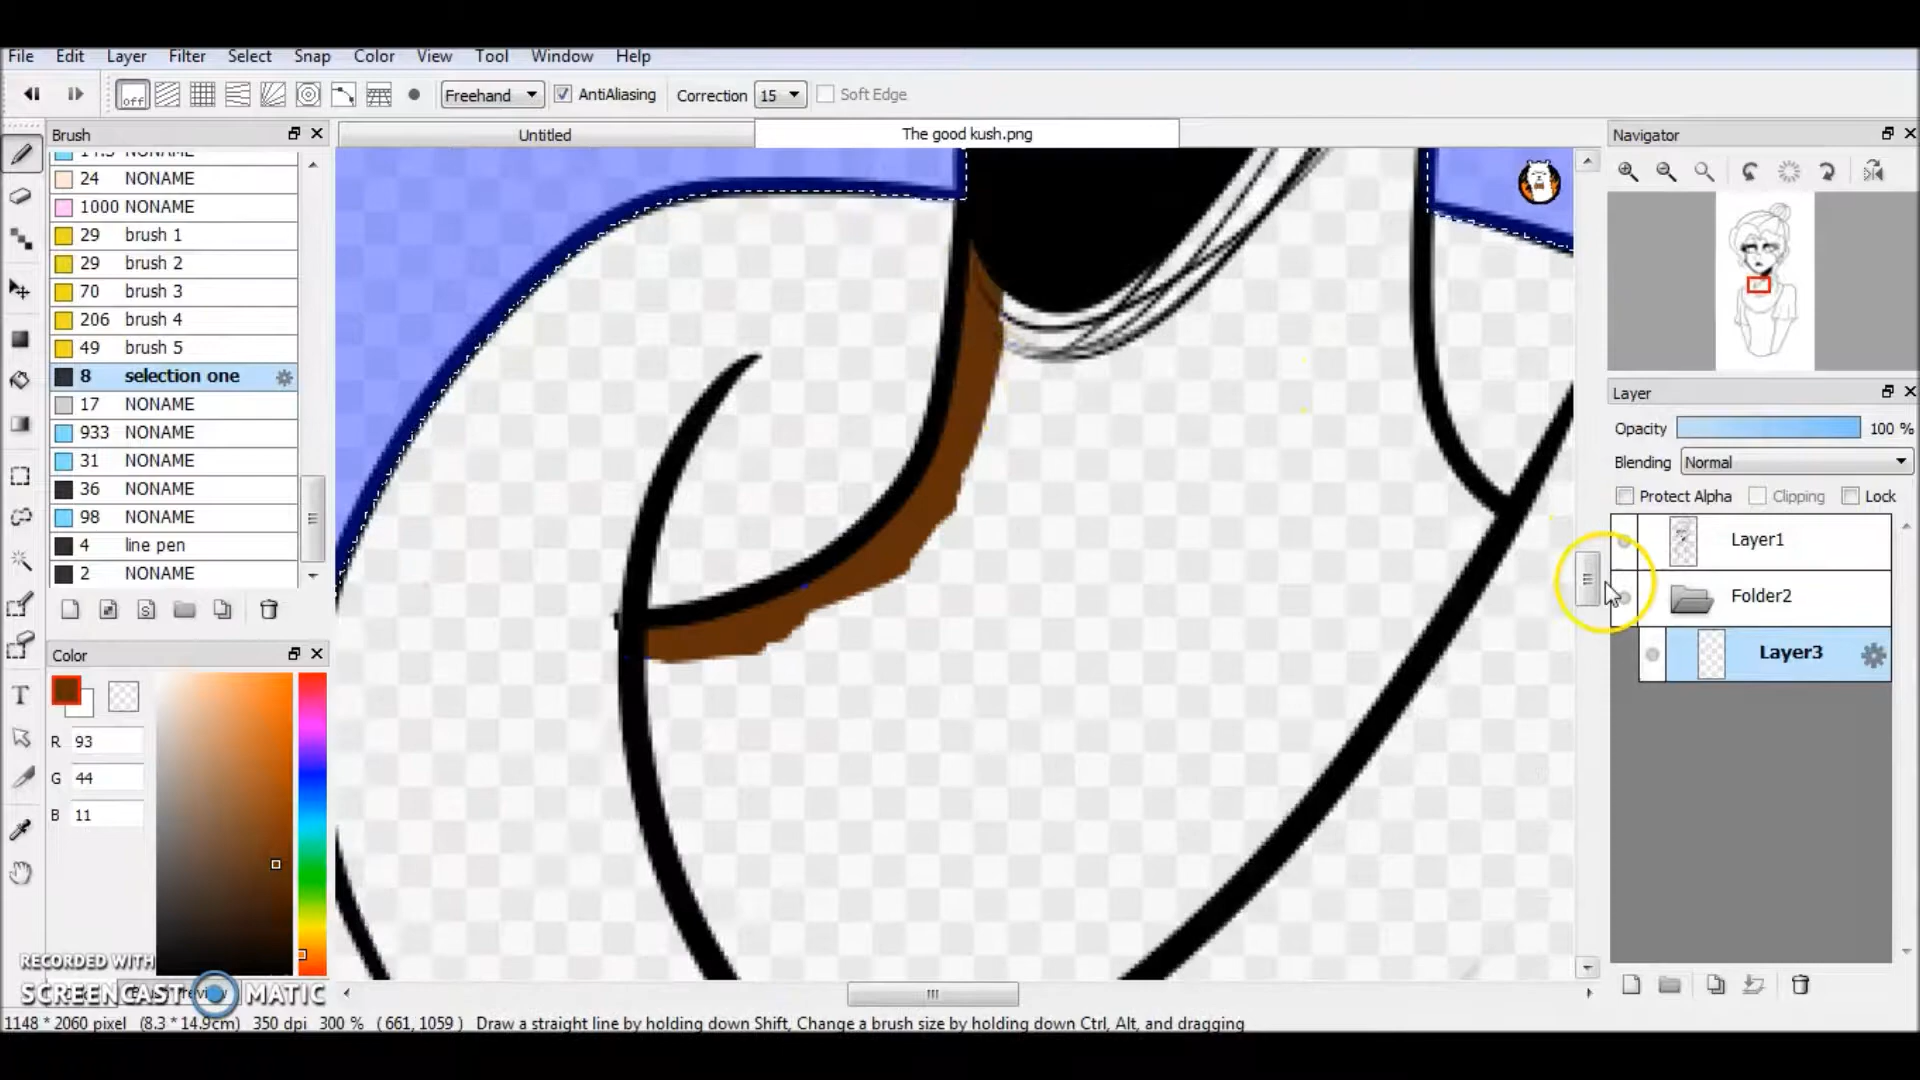 File Edit Layer Filter Select Snap Color View Tool Window Help
off Freehand AntiAliasing Correction 15 Soft Edge
Brush
Untitled
The good kush.png
Navigator
NONAME
24 NONAME
1000 NONAME
29 brush 1
29 brush 2
70 brush 3
206 brush 4
49 brush 5
8 selection one
17 NONAME
933 NONAME
31 NONAME
36 NONAME
98 NONAME
4 line pen
2 NONAME
Layer
Opacity 100 %
Blending Normal
Protect Alpha Clipping Lock
Layer1
Folder2
Layer3
Color
R 93
G 44
B 11
T
RECORDED WITH
SCREENCAST MATIC
1148 * 2060 pixel (8.3 * 14.9cm) 350 dpi 300 % ( 661, 1059 ) Draw a straight line by holding down Shift, Change a brush size by holding down Ctrl, Alt, and dragging